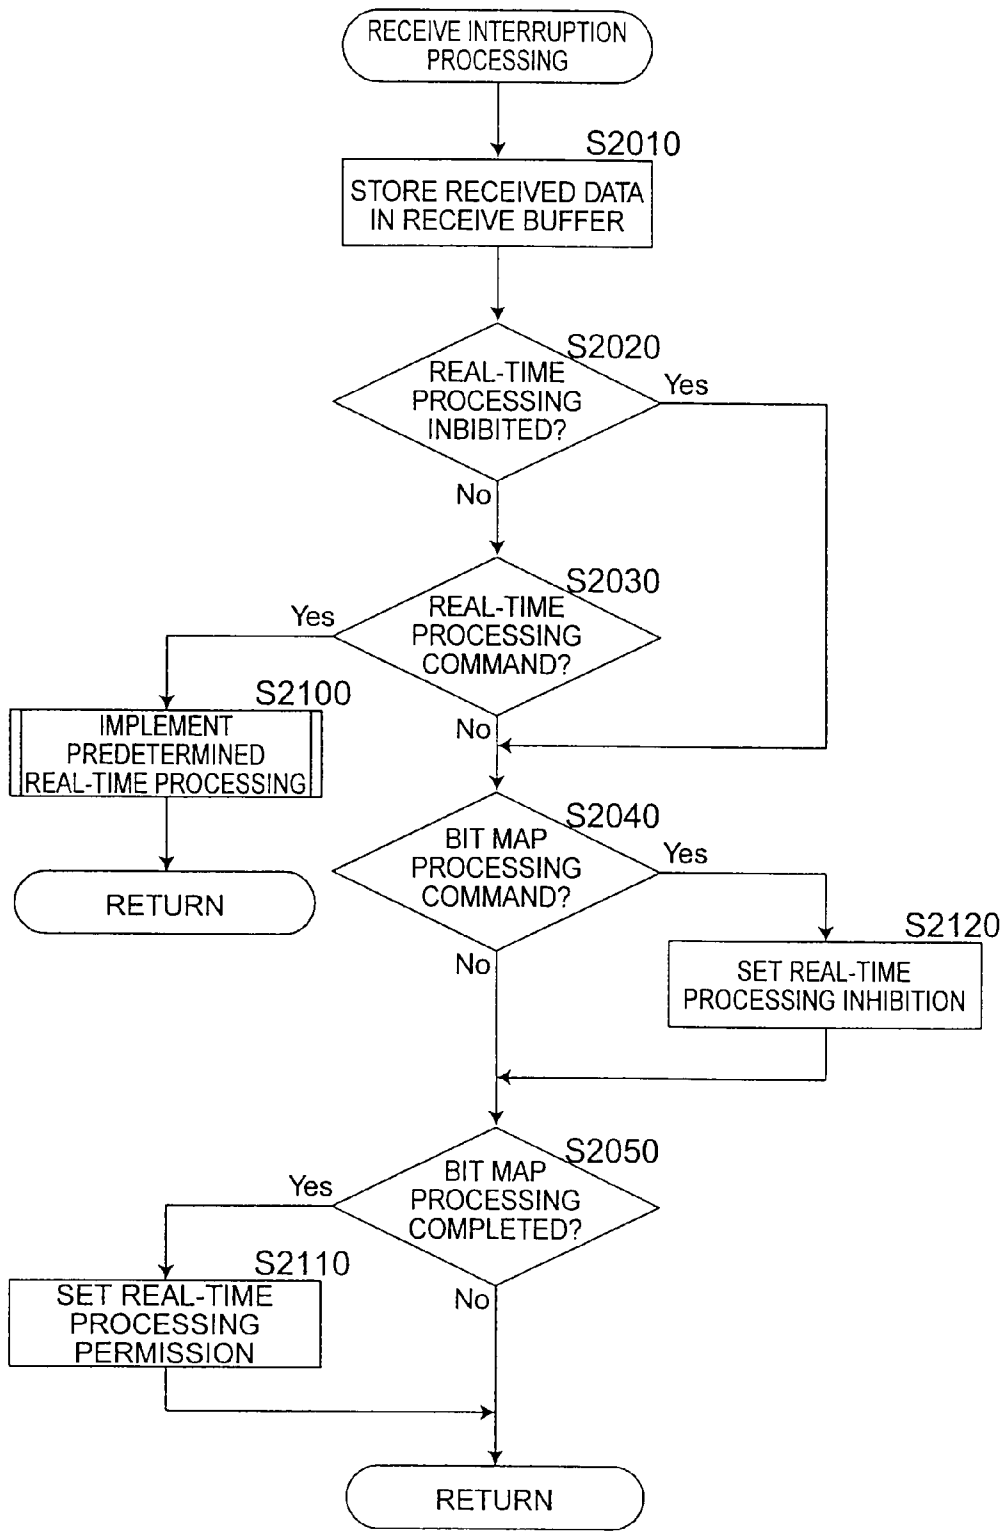 RECEIVE INTERRUPTION
PROCESSING
S2010
STORE RECEIVED DATA
IN RECEIVE BUFFER
S2020
REAL-TIME
PROCESSING
INBIBITED?
Yes
No
S2030
REAL-TIME
PROCESSING
COMMAND?
Yes
No
S2100
IMPLEMENT
PREDETERMINED
REAL-TIME PROCESSING
RETURN
S2040
BIT MAP
PROCESSING
COMMAND?
Yes
No
S2120
SET REAL-TIME
PROCESSING INHIBITION
S2050
BIT MAP
PROCESSING
COMPLETED?
Yes
No
S2110
SET REAL-TIME
PROCESSING
PERMISSION
RETURN